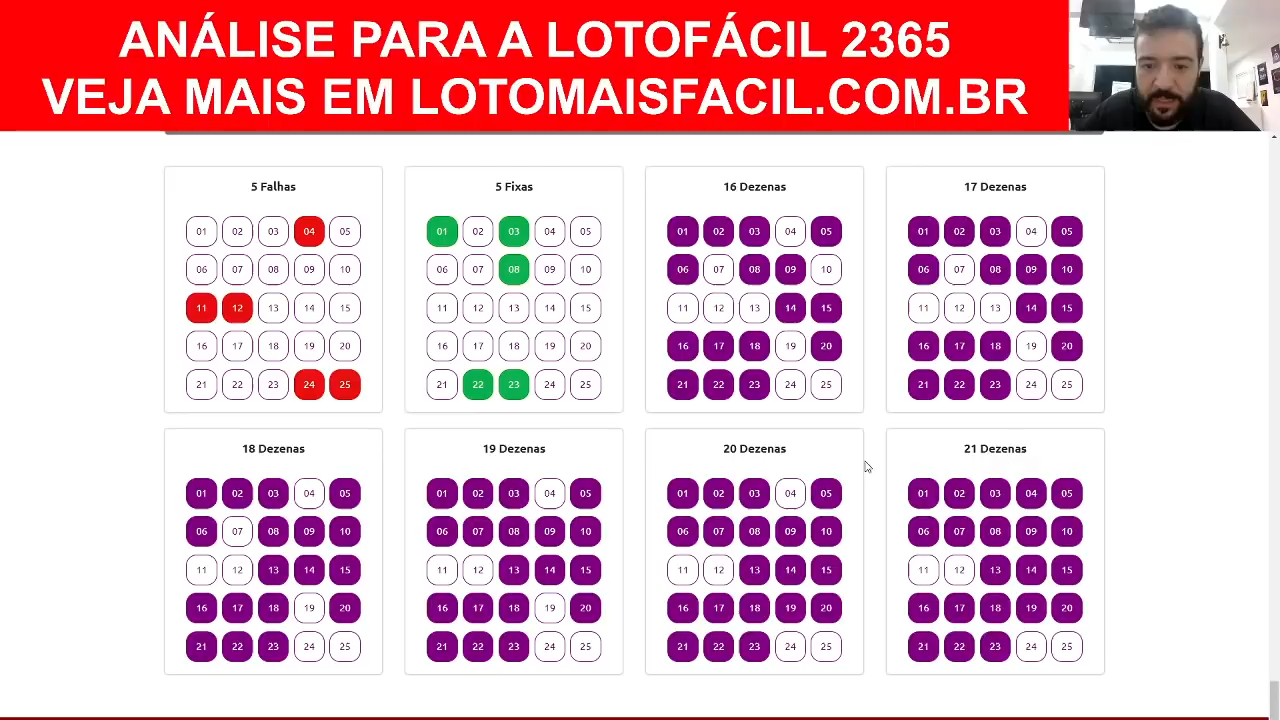 ANÁLISE PARA A LOTOFÁCIL 2365
VEJA MAIS EM LOTOMAISFACIL.COM.BR
5 Falhas
01 02 03 04 05
06 07 08 09 10
11 12 13 14 15
16 17 18 19 20
21 22 23 24 25
5 Fixas
01 02 03 04 05
06 07 08 09 10
11 12 13 14 15
16 17 18 19 20
21 22 23 24 25
16 Dezenas
01 02 03 04 05
06 07 08 09 10
11 12 13 14 15
16 17 18 19 20
21 22 23 24 25
17 Dezenas
01 02 03 04 05
06 07 08 09 10
11 12 13 14 15
16 17 18 19 20
21 22 23 24 25
18 Dezenas
01 02 03 04 05
06 07 08 09 10
11 12 13 14 15
16 17 18 19 20
21 22 23 24 25
19 Dezenas
01 02 03 04 05
06 07 08 09 10
11 12 13 14 15
16 17 18 19 20
21 22 23 24 25
20 Dezenas
01 02 03 04 05
06 07 08 09 10
11 12 13 14 15
16 17 18 19 20
21 22 23 24 25
21 Dezenas
01 02 03 04 05
06 07 08 09 10
11 12 13 14 15
16 17 18 19 20
21 22 23 24 25